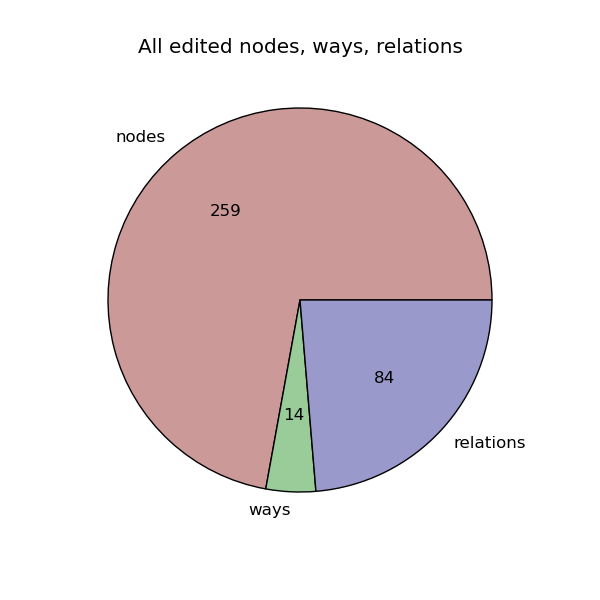 All edited nodes, ways, relations
nodes
259
84
14
relations
ways